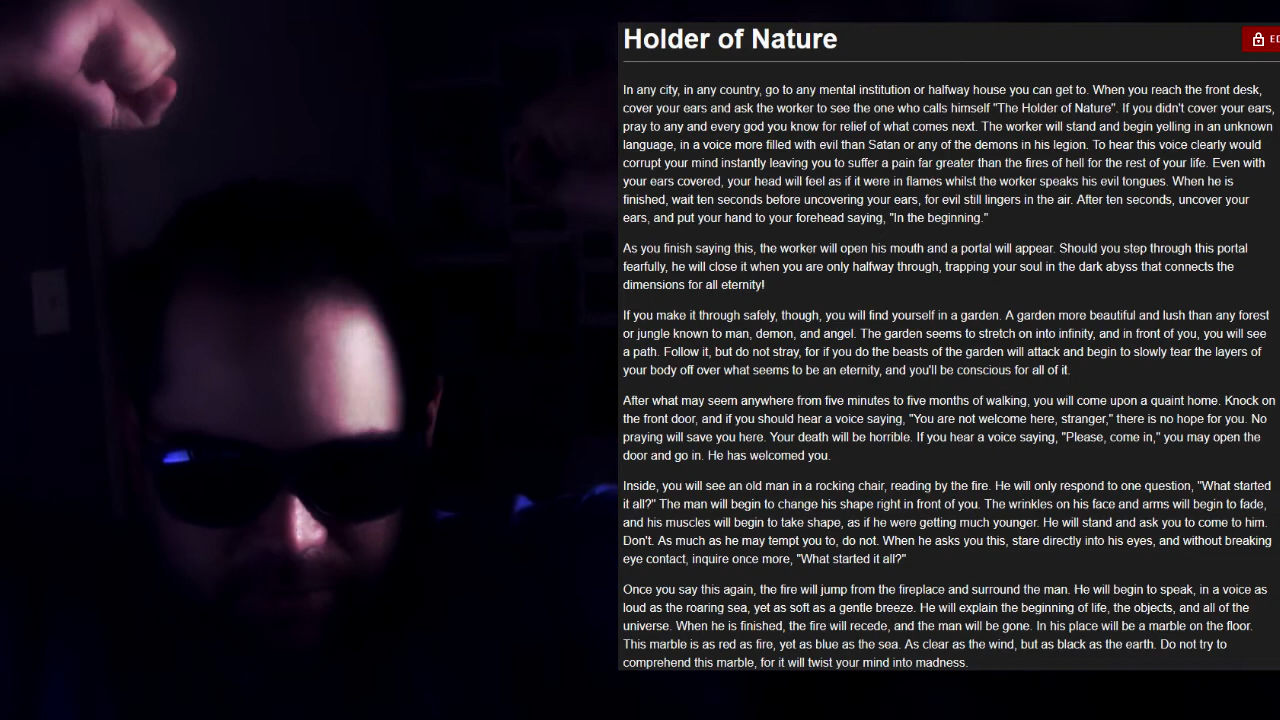 Holder of Nature
ED
In any city, in any country, go to any mental institution or halfway house you can get to. When you reach the front desk,
cover your ears and ask the worker to see the one who calls himself "The Holder of Nature". If you didn't cover your ears,
pray to any and every god you know for relief of what comes next. The worker will stand and begin yelling in an unknown
language, in a voice more filled with evil than Satan or any of the demons in his legion. To hear this voice clearly would
corrupt your mind instantly leaving you to suffer a pain far greater than the fires of hell for the rest of your life. Even with
your ears covered, your head will feel as if it were in flames whilst the worker speaks his evil tongues. When he is
finished, wait ten seconds before uncovering your ears, for evil still lingers in the air. After ten seconds, uncover your
ears, and put your hand to your forehead saying, "In the beginning."
As you finish saying this, the worker will open his mouth and a portal will appear. Should you step through this portal
fearfully, he will close it when you are only halfway through, trapping your soul in the dark abyss that connects the
dimensions for all eternity!
If you make it through safely, though, you will find yourself in a garden. A garden more beautiful and lush than any forest
or jungle known to man, demon, and angel. The garden seems to stretch on into infinity, and in front of you, you will see
a path. Follow it, but do not stray, for if you do the beasts of the garden will attack and begin to slowly tear the layers of
your body off over what seems to be an eternity, and you'll be conscious for all of it.
After what may seem anywhere from five minutes to five months of walking, you will come upon a quaint home. Knock on
the front door, and if you should hear a voice saying, "You are not welcome here, stranger," there is no hope for you. No
praying will save you here. Your death will be horrible. If you hear a voice saying, "Please, come in," you may open the
door and go in. He has welcomed you.
Inside, you will see an old man in a rocking chair, reading by the fire. He will only respond to one question, "What started
it all?" The man will begin to change his shape right in front of you. The wrinkles on his face and arms will begin to fade,
and his muscles will begin to take shape, as if he were getting much younger. He will stand and ask you to come to him.
Don't. As much as he may tempt you to, do not. When he asks you this, stare directly into his eyes, and without breaking
eye contact, inquire once more, "What started it all?"
Once you say this again, the fire will jump from the fireplace and surround the man. He will begin to speak, in a voice as
loud as the roaring sea, yet as soft as a gentle breeze. He will explain the beginning of life, the objects, and all of the
universe. When he is finished, the fire will recede, and the man will be gone. In his place will be a marble on the floor.
This marble is as red as fire, yet as blue as the sea. As clear as the wind, but as black as the earth. Do not try to
comprehend this marble, for it will twist your mind into madness.